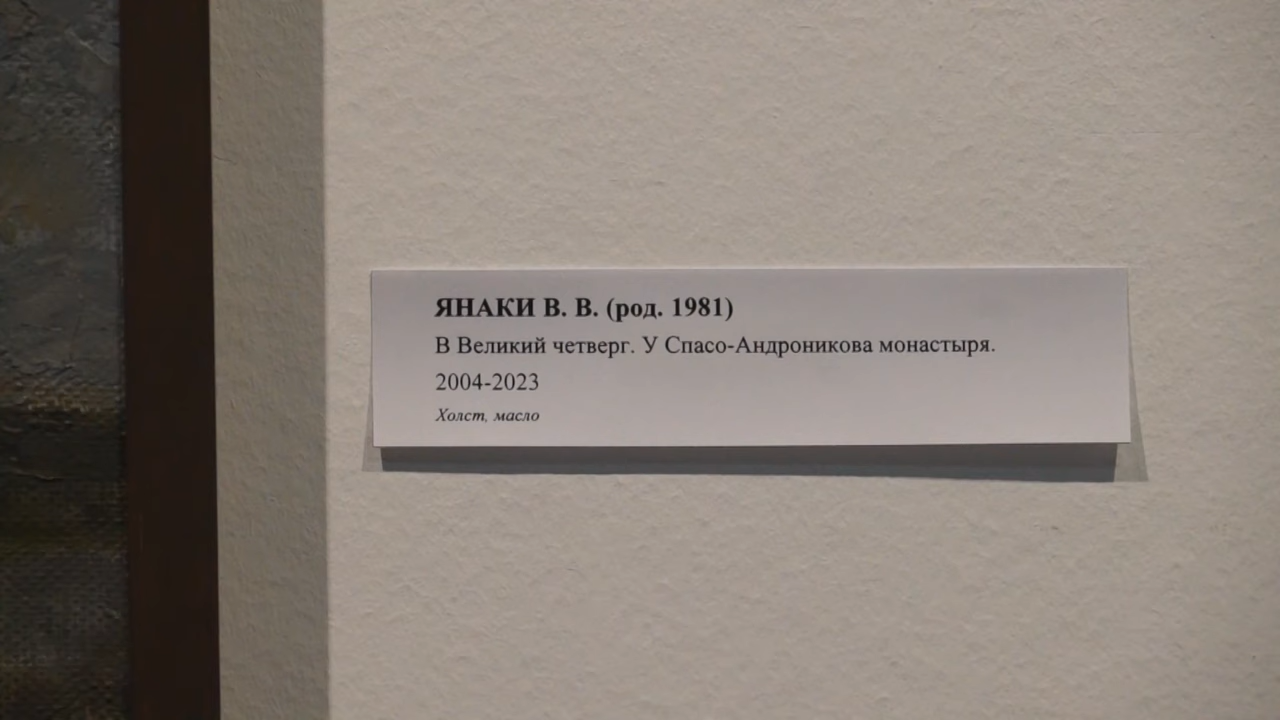 ЯНАКИ В. В. (род. 1981)
В Великий четверг. У Спасо-Андроникова монастыря.
2004-2023
Холст, масло